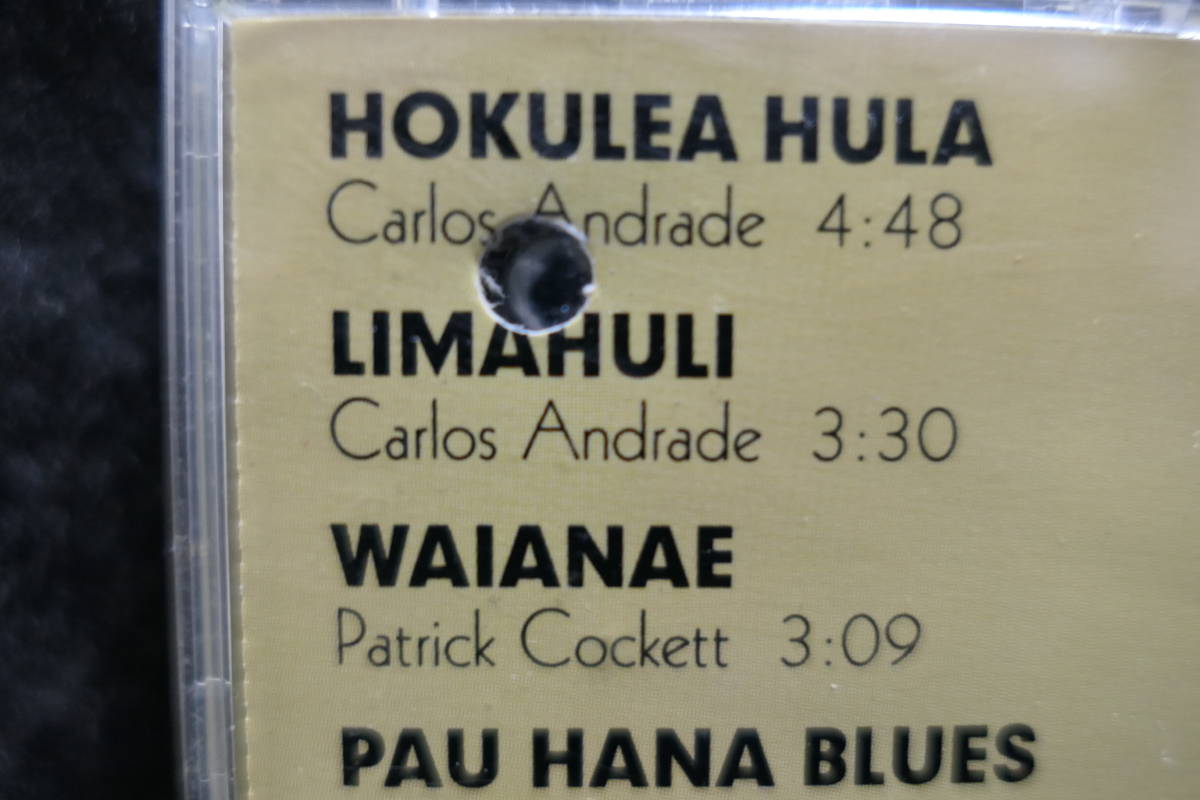 HOKULEA HULA
Carlos Andrade 4:48
LIMAHULI
Carlos Andrade 3:30
WAIANAE
Patrick Cockett 3:09
PAU HANA BLUES